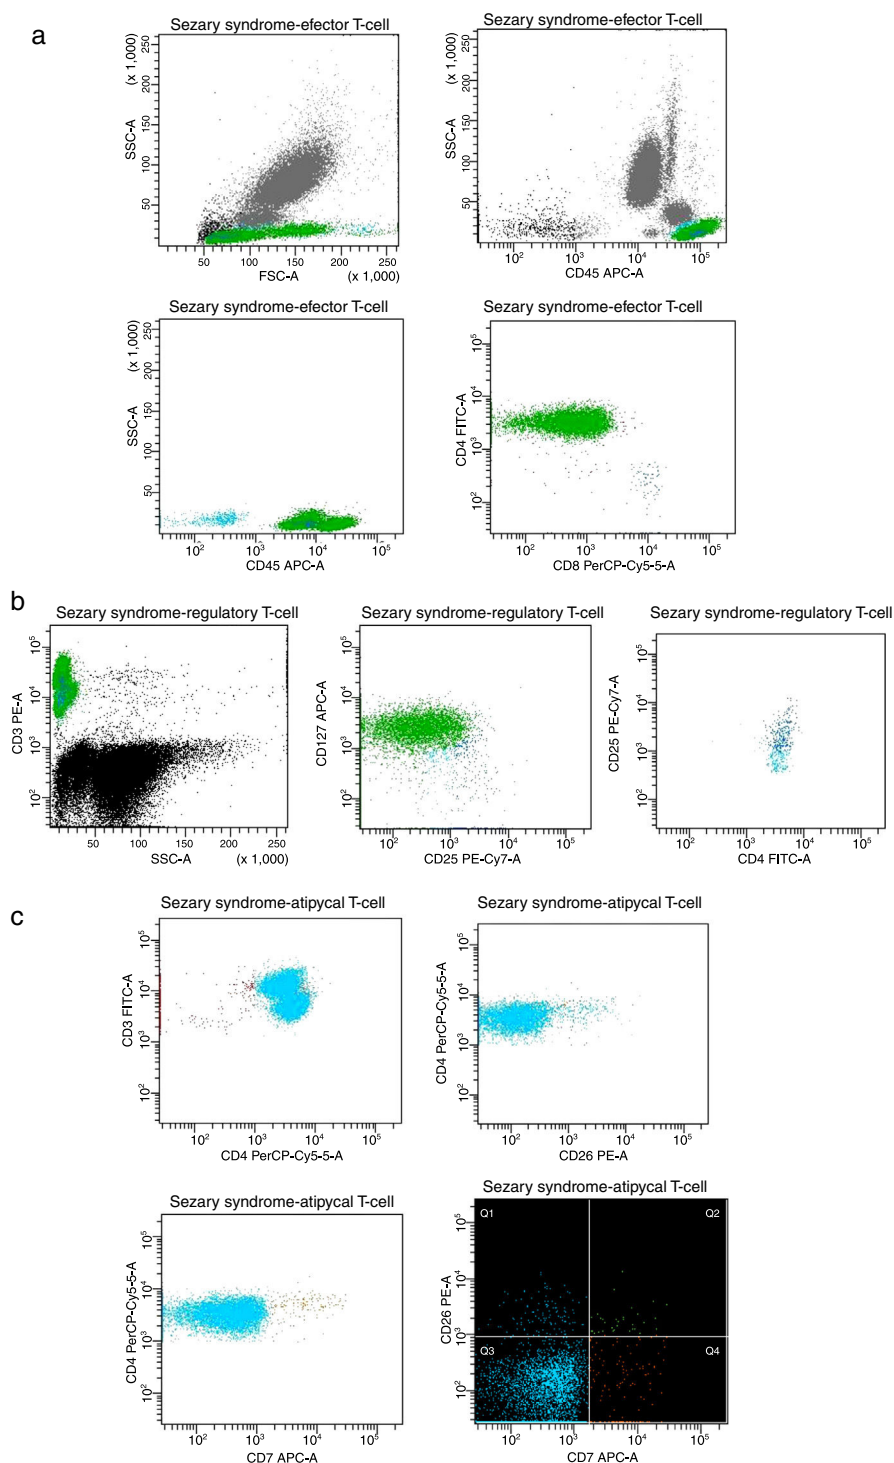 a
Sezary syndrome-efector T-cell
(x 1,000)
SSC-A
50 100 150 200 250
50 100 150 200 250
FSC-A
(x 1,000)
Sezary syndrome-efector T-cell
(x 1,000)
SSC-A
50 100 150 200 250
10² 10³ 10⁴ 10⁵
CD45 APC-A
Sezary syndrome-efector T-cell
(x 1,000)
SSC-A
50 100 150 200 250
10² 10³ 10⁴ 10⁵
CD45 APC-A
Sezary syndrome-efector T-cell
CD4 FITC-A
10² 10³ 10⁴ 10⁵
10² 10³ 10⁴ 10⁵
CD8 PerCP-Cy5-5-A
b
Sezary syndrome-regulatory T-cell
CD3 PE-A
10² 10³ 10⁴ 10⁵
50 100 150 200 250
SSC-A
(x 1,000)
Sezary syndrome-regulatory T-cell
CD127 APC-A
10² 10³ 10⁴ 10⁵
10² 10³ 10⁴ 10⁵
CD25 PE-Cy7-A
Sezary syndrome-regulatory T-cell
CD25 PE-Cy7-A
10² 10³ 10⁴ 10⁵
10² 10³ 10⁴ 10⁵
CD4 FITC-A
c
Sezary syndrome-atipycal T-cell
CD3 FITC-A
10² 10³ 10⁴ 10⁵
10² 10³ 10⁴ 10⁵
CD4 PerCP-Cy5-5-A
Sezary syndrome-atipycal T-cell
CD4 PerCP-Cy5-5-A
10² 10³ 10⁴ 10⁵
10² 10³ 10⁴ 10⁵
CD26 PE-A
Sezary syndrome-atipycal T-cell
CD4 PerCP-Cy5-5-A
10² 10³ 10⁴ 10⁵
10² 10³ 10⁴ 10⁵
CD7 APC-A
Sezary syndrome-atipycal T-cell
Q1
Q2
Q3
Q4
CD26 PE-A
10² 10³ 10⁴ 10⁵
10² 10³ 10⁴ 10⁵
CD7 APC-A